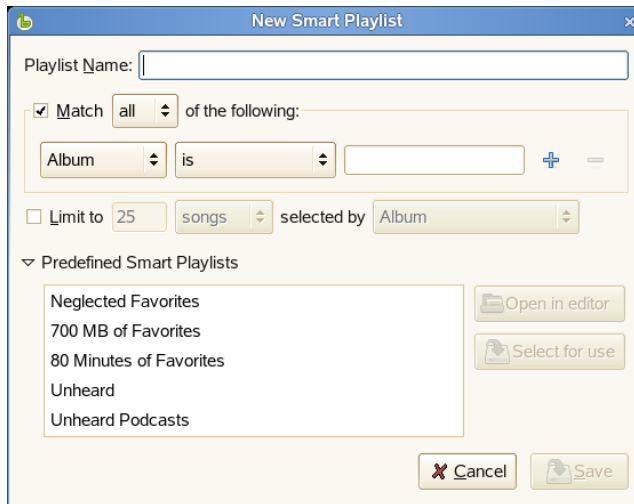 New Smart Playlist
Playlist Name:
Match all of the following:
Album is
Limit to 25 songs selected by Album
Predefined Smart Playlists
Neglected Favorites
700 MB of Favorites
80 Minutes of Favorites
Unheard
Unheard Podcasts
Open in editor
Select for use
Cancel Save